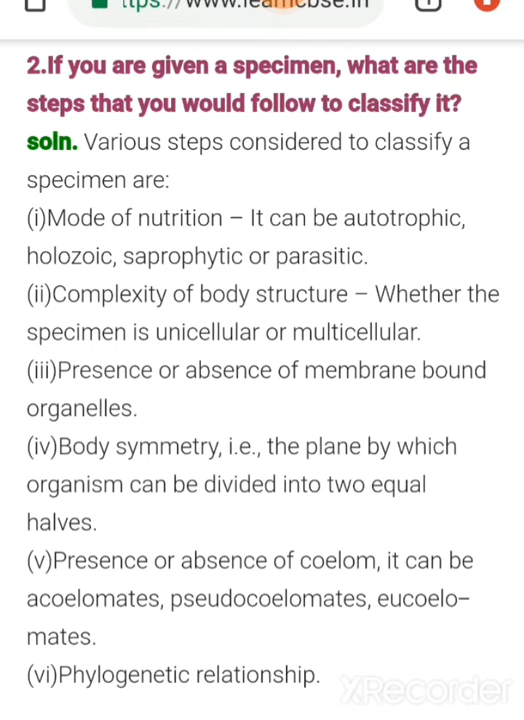 2.If you are given a specimen, what are the
steps that you would follow to classify it?
soln. Various steps considered to classify a
specimen are:
(i)Mode of nutrition – It can be autotrophic,
holozoic, saprophytic or parasitic.
(ii)Complexity of body structure – Whether the
specimen is unicellular or multicellular.
(iii)Presence or absence of membrane bound
organelles.
(iv)Body symmetry, i.e., the plane by which
organism can be divided into two equal
halves.
(v)Presence or absence of coelom, it can be
acoelomates, pseudocoelomates, eucoelo-
mates.
(vi)Phylogenetic relationship.
XRecorder